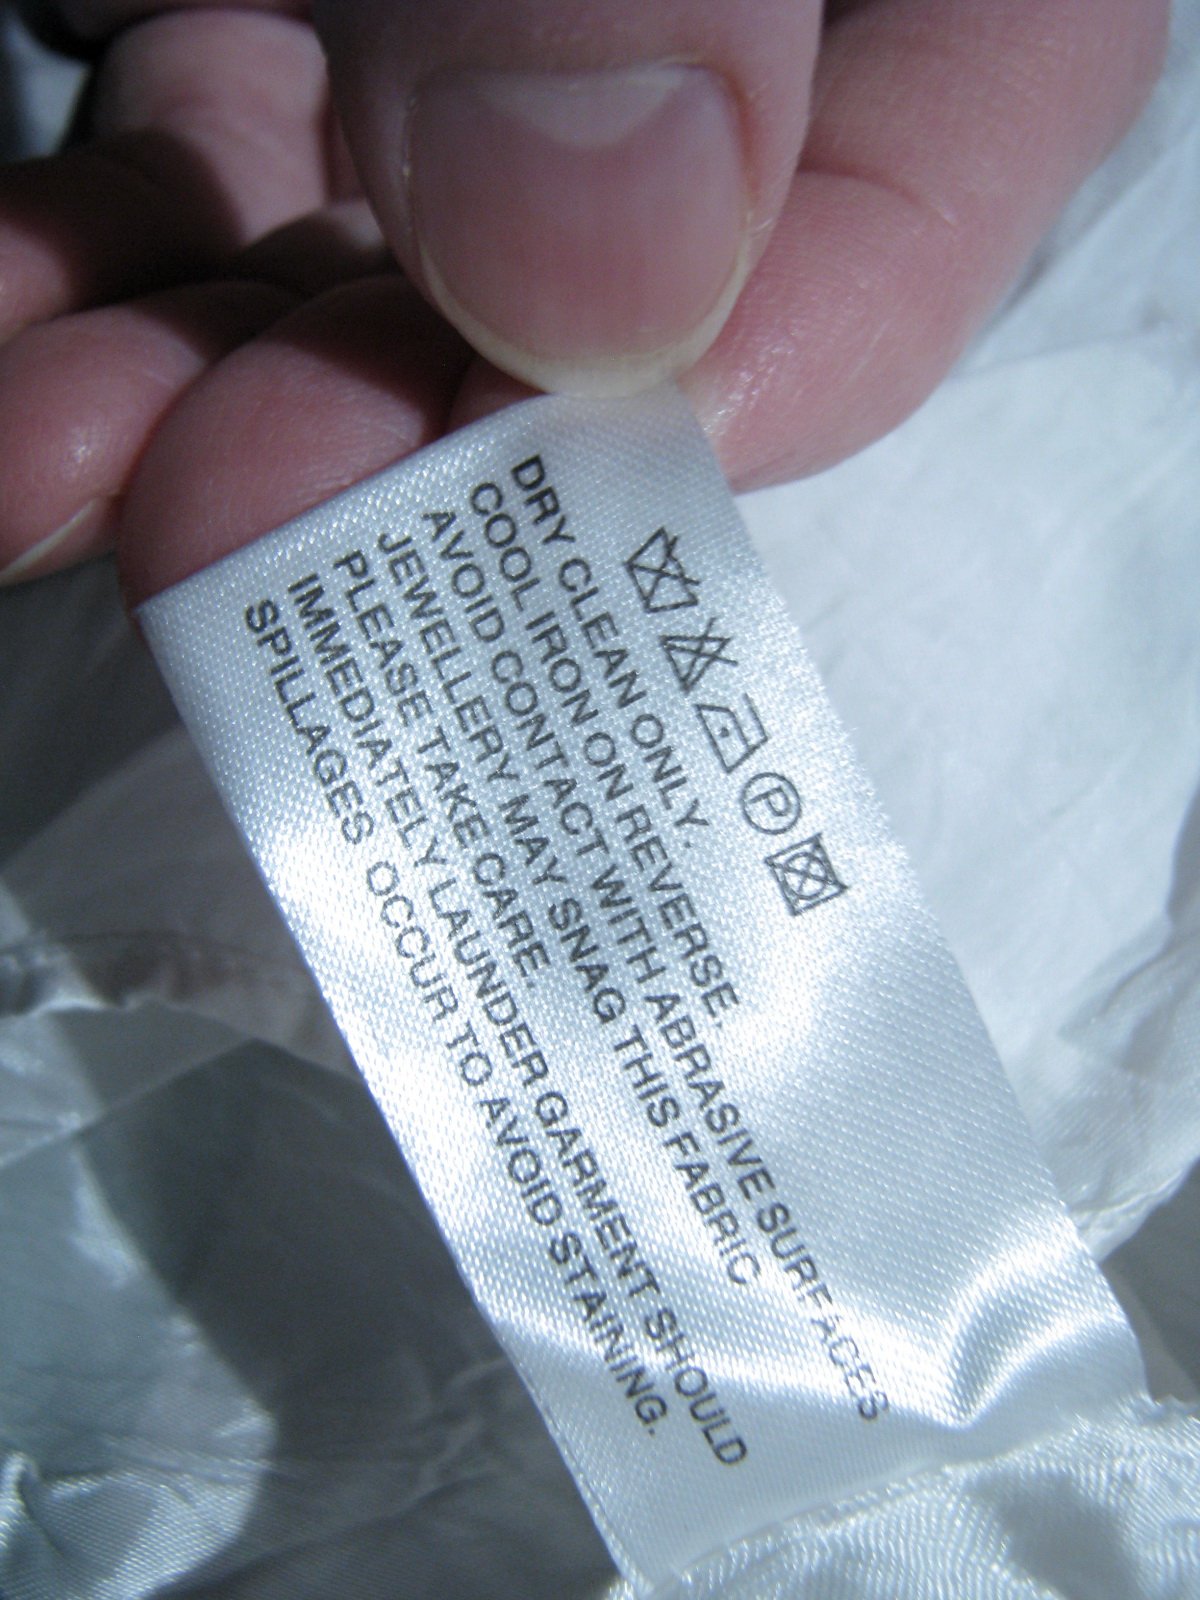 P
DRY CLEAN ONLY.
COOL IRON ON REVERSE.
AVOID CONTACT WITH ABRASIVE SURFACES
JEWELLERY MAY SNAG THIS FABRIC
PLEASE TAKE CARE.
IMMEDIATELY LAUNDER GARMENT SHOULD
SPILLAGES OCCUR TO AVOID STAINING.